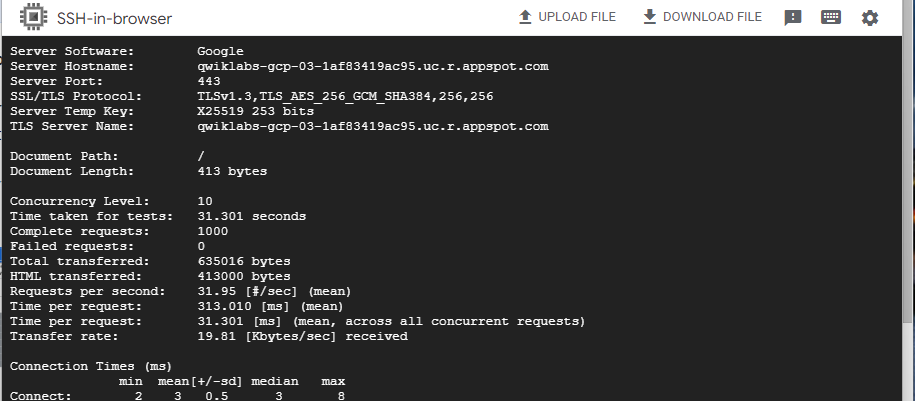 SSH-in-browser
UPLOAD FILE
DOWNLOAD FILE
Server Software: Google
Server Hostname: qwiklabs-gcp-03-1af83419ac95.uc.r.appspot.com
Server Port: 443
SSL/TLS Protocol: TLSv1.3,TLS_AES_256_GCM_SHA384,256,256
Server Temp Key: X25519 253 bits
TLS Server Name: qwiklabs-gcp-03-1af83419ac95.uc.r.appspot.com
Document Path: /
Document Length: 413 bytes
Concurrency Level: 10
Time taken for tests: 31.301 seconds
Complete requests: 1000
Failed requests: 0
Total transferred: 635016 bytes
HTML transferred: 413000 bytes
Requests per second: 31.95 [#/sec] (mean)
Time per request: 313.010 [ms] (mean)
Time per request: 31.301 [ms] (mean, across all concurrent requests)
Transfer rate: 19.81 [Kbytes/sec] received
Connection Times (ms)
min mean[+/-sd] median max
Connect: 2 3 0.5 3 8